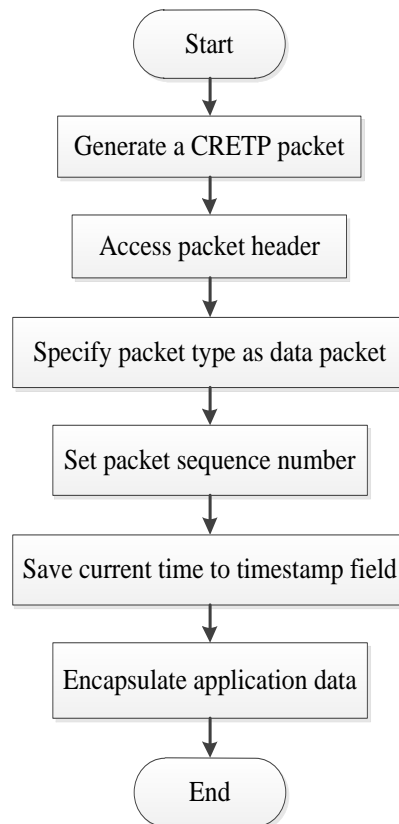 Start
Generate a CRETP packet
Access packet header
Specify packet type as data packet
Set packet sequence number
Save current time to timestamp field
Encapsulate application data
End